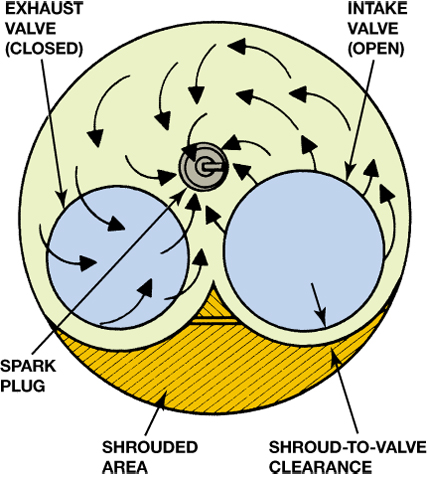 EXHAUST
VALVE
(CLOSED)
INTAKE
VALVE
(OPEN)
SPARK
PLUG
SHROUDED
AREA
SHROUD-TO-VALVE
CLEARANCE